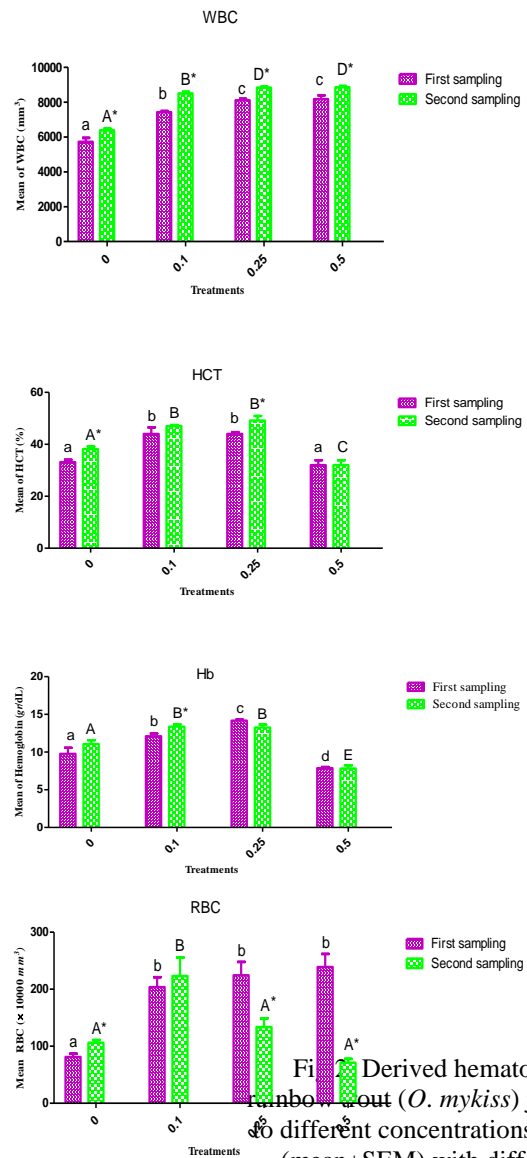 WBC
10000
8000
6000
4000
2000
0
Mean of WBC (mm³)
a A* b B* c D* c D*
0 0.1 0.25 0.5
Treatments
First sampling
Second sampling
HCT
60
40
20
0
Mean of HCT (%)
a A* b B b B* a C
0 0.1 0.25 0.5
Treatments
First sampling
Second sampling
Hb
20
15
10
5
0
Mean of Hemoglobin (gr/dL)
a A b B* c B d E
0 0.1 0.25 0.5
Treatments
First sampling
Second sampling
RBC
300
200
100
0
Mean RBC (× 10000 mm³)
a A* b B b A* b A*
0 0.1 0.25 0.5
Treatments
First sampling
Second sampling
Derived hemato
(O. mykiss)
to different concentrations
(mean+SEM) with diff